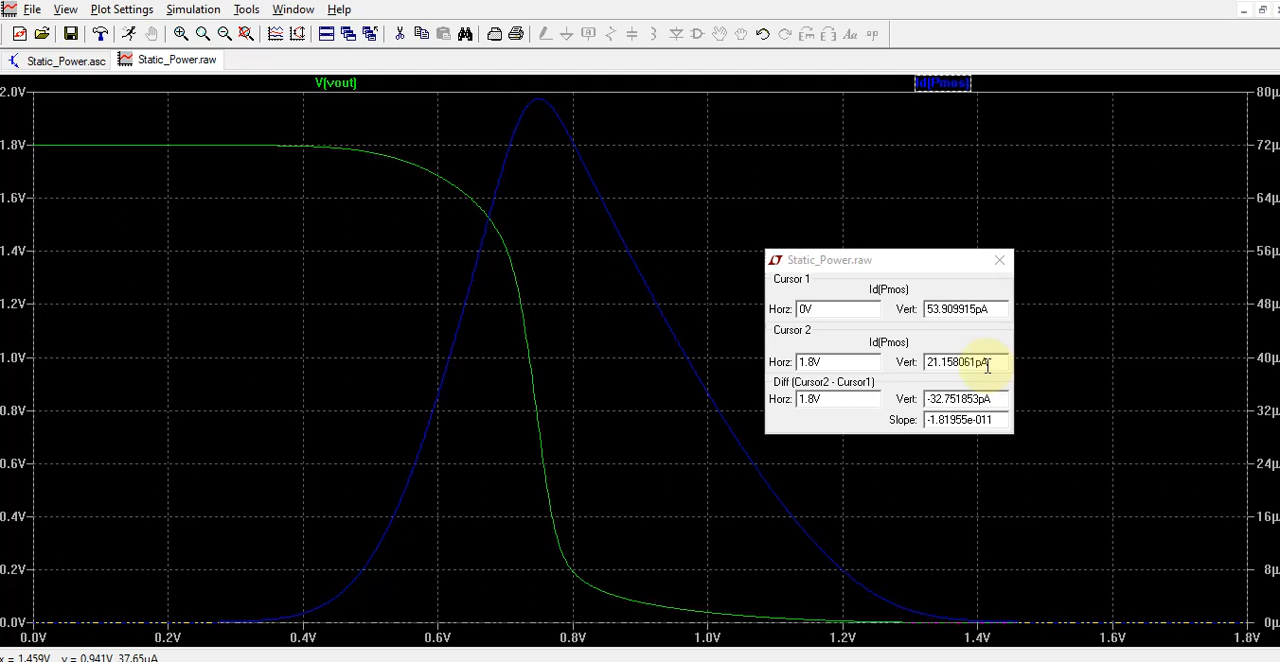 File View Plot Settings Simulation Tools Window Help
Static_Power.asc Static_Power.raw
V(vout) Id(Pmos)
2.0V 80µ
1.8V 72µ
1.6V 64µ
1.4V 56µ
1.2V 48µ
1.0V 40µ
0.8V 32µ
0.6V 24µ
0.4V 16µ
0.2V 8µ
0.0V 0µ
0.0V 0.2V 0.4V 0.6V 0.8V 1.0V 1.2V 1.4V 1.6V 1.8V
Static_Power.raw
Cursor 1
Id(Pmos)
Horz: 0V Vert: 53.909915pA
Cursor 2
Id(Pmos)
Horz: 1.8V Vert: 21.158061pA
Diff (Cursor2 - Cursor1)
Horz: 1.8V Vert: -32.751853pA
Slope: -1.81955e-011
x = 1.459V y = 0.941V, 37.65µA